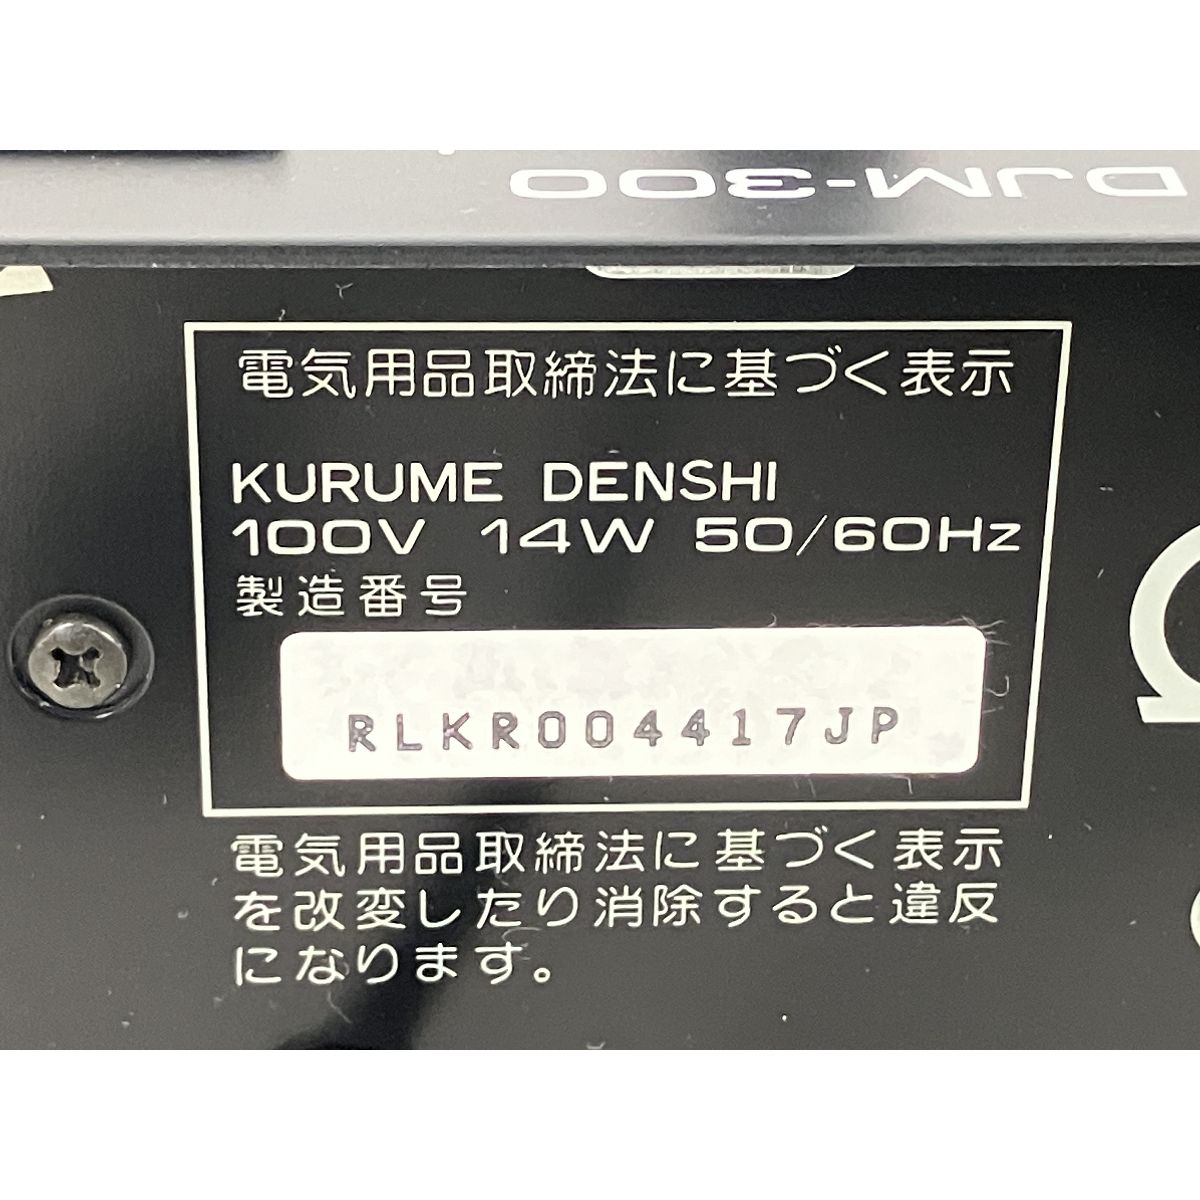 DJM-300
電気用品取締法に基づく表示
KURUME DENSHI
100V 14W 50/60Hz
製造番号
RLKR004417JP
電気用品取締法に基づく表示
を改変したり消除すると違反
になります。